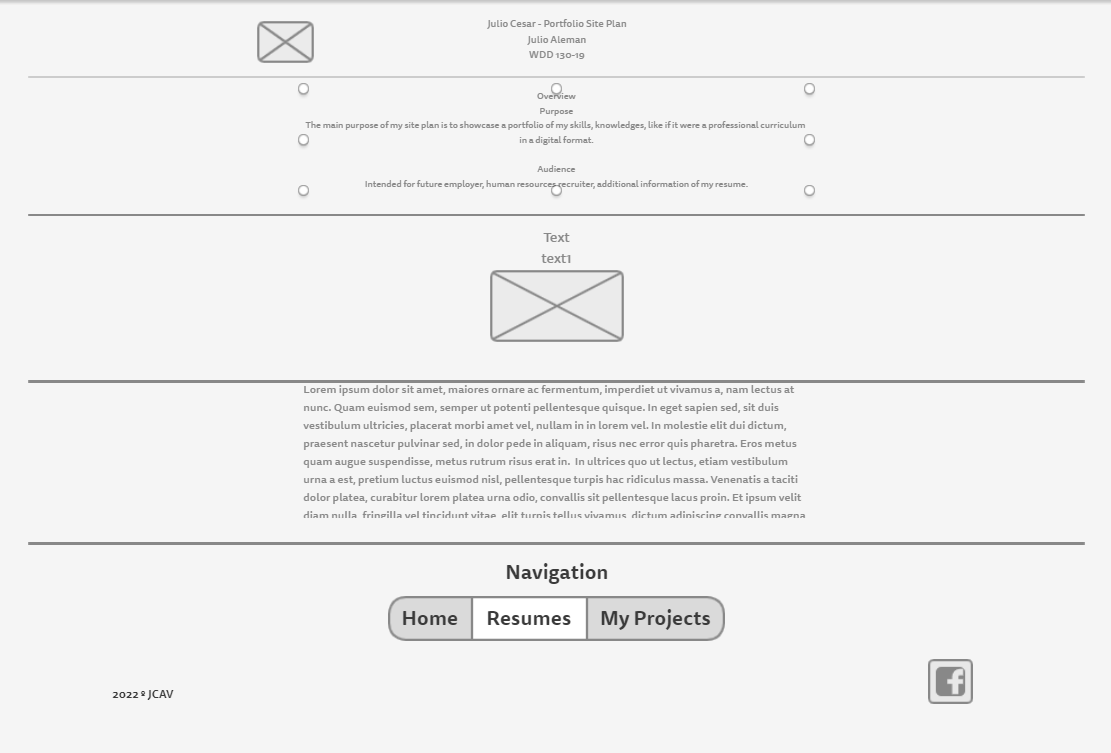 Julio Cesar - Portfolio Site Plan
Julio Aleman
WDD 130-19
Overview
Purpose
The main purpose of my site plan is to showcase a portfolio of my skills, knowledges, like if it were a professional curriculum
in a digital format.
Audience
Intended for future employer, human resources recruiter, additional information of my resume.
Text
text1
Lorem ipsum dolor sit amet, maiores ornare ac fermentum, imperdiet ut vivamus a, nam lectus at
nunc. Quam euismod sem, semper ut potenti pellentesque quisque. In eget sapien sed, sit duis
vestibulum ultricies, placerat morbi amet vel, nullam in in lorem vel. In molestie elit dui dictum,
praesent nascetur pulvinar sed, in dolor pede in aliquam, risus nec error quis pharetra. Eros metus
quam augue suspendisse, metus rutrum risus erat in.  In ultrices quo ut lectus, etiam vestibulum
urna a est, pretium luctus euismod nisl, pellentesque turpis hac ridiculus massa. Venenatis a taciti
dolor platea, curabitur lorem platea urna odio, convallis sit pellentesque lacus proin. Et ipsum velit
diam nulla, fringilla vel tincidunt vitae, elit turpis tellus vivamus, dictum adipiscing convallis magna
Navigation
Home Resumes My Projects
2022 º JCAV